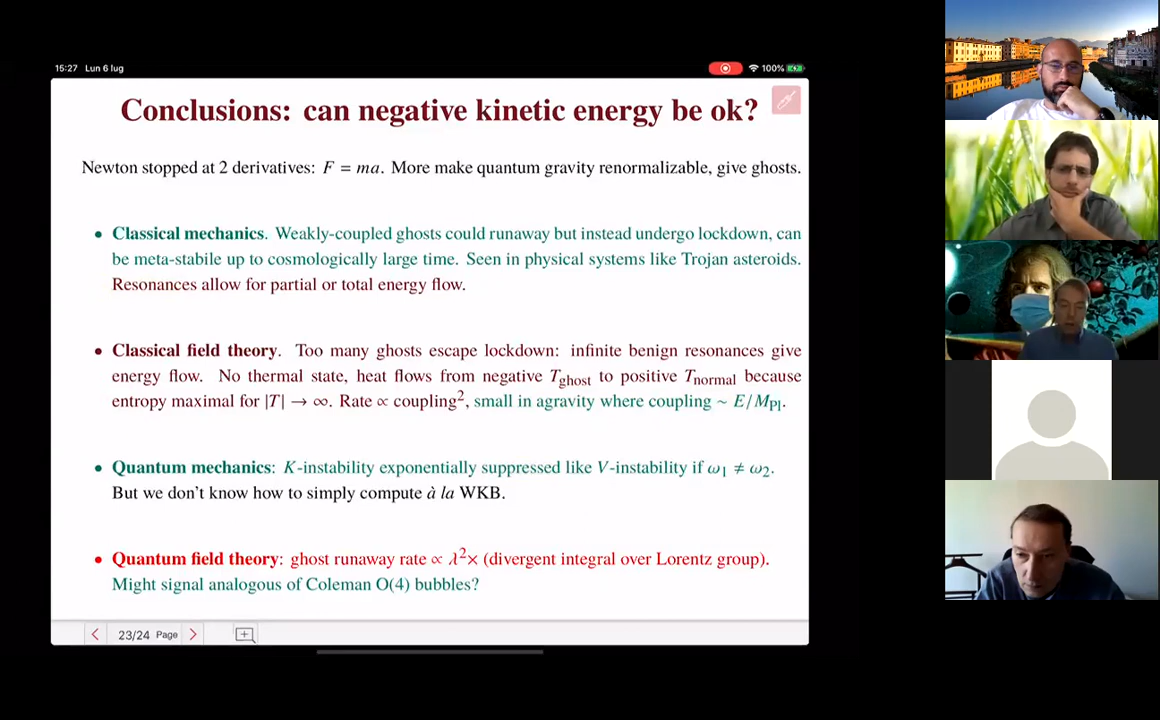 15:27 Lun 6 lug
100%
Conclusions: can negative kinetic energy be ok?
Newton stopped at 2 derivatives: F = ma. More make quantum gravity renormalizable, give ghosts.
• Classical mechanics. Weakly-coupled ghosts could runaway but instead undergo lockdown, can
be meta-stabile up to cosmologically large time. Seen in physical systems like Trojan asteroids.
Resonances allow for partial or total energy flow.
• Classical field theory. Too many ghosts escape lockdown: infinite benign resonances give
energy flow. No thermal state, heat flows from negative T_ghost to positive T_normal because
entropy maximal for |T| → ∞. Rate ∝ coupling², small in agravity where coupling ~ E/M_Pl.
• Quantum mechanics: K-instability exponentially suppressed like V-instability if ω₁ ≠ ω₂.
But we don't know how to simply compute à la WKB.
• Quantum field theory: ghost runaway rate ∝ λ²× (divergent integral over Lorentz group).
Might signal analogous of Coleman O(4) bubbles?
23/24 Page